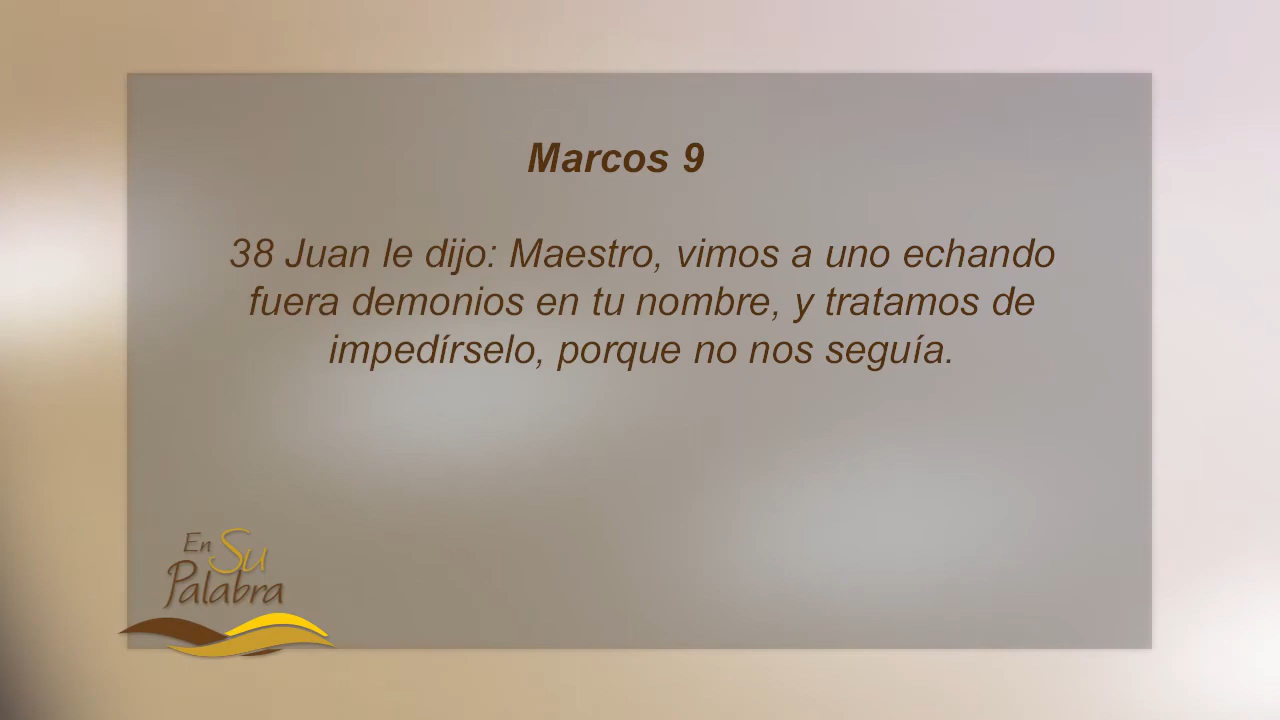 Marcos 9
38 Juan le dijo: Maestro, vimos a uno echando
fuera demonios en tu nombre, y tratamos de
impedírselo, porque no nos seguía.
En Su
Palabra